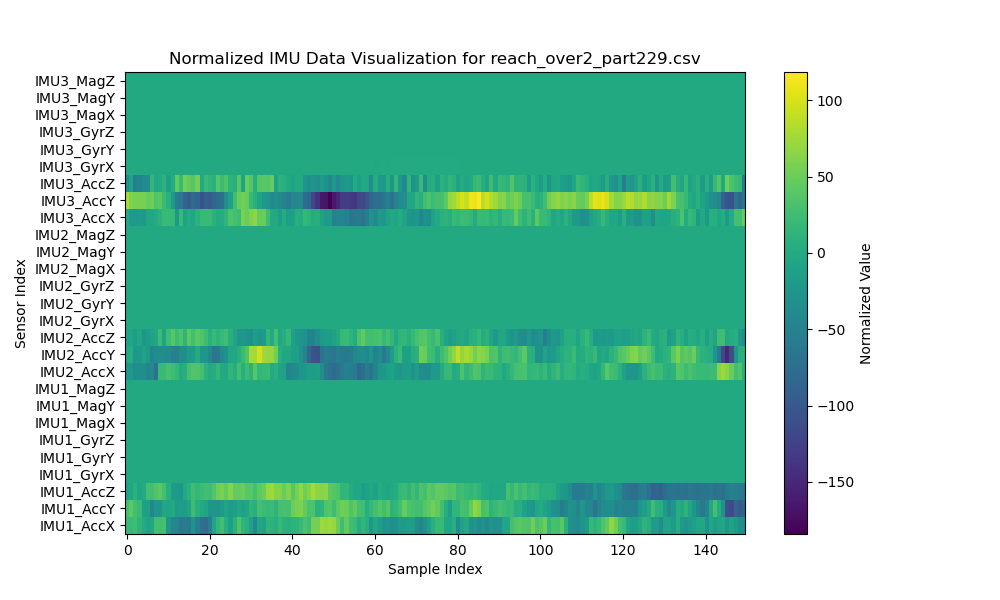 Normalized IMU Data Visualization for reach_over2_part229.csv
IMU3_MagZ
IMU3_MagY
IMU3_MagX
IMU3_GyrZ
IMU3_GyrY
IMU3_GyrX
IMU3_AccZ
IMU3_AccY
IMU3_AccX
IMU2_MagZ
IMU2_MagY
IMU2_MagX
IMU2_GyrZ
IMU2_GyrY
IMU2_GyrX
IMU2_AccZ
IMU2_AccY
IMU2_AccX
IMU1_MagZ
IMU1_MagY
IMU1_MagX
IMU1_GyrZ
IMU1_GyrY
IMU1_GyrX
IMU1_AccZ
IMU1_AccY
IMU1_AccX
Sensor Index
0 20 40 60 80 100 120 140
Sample Index
100
50
0
−50
−100
−150
Normalized Value